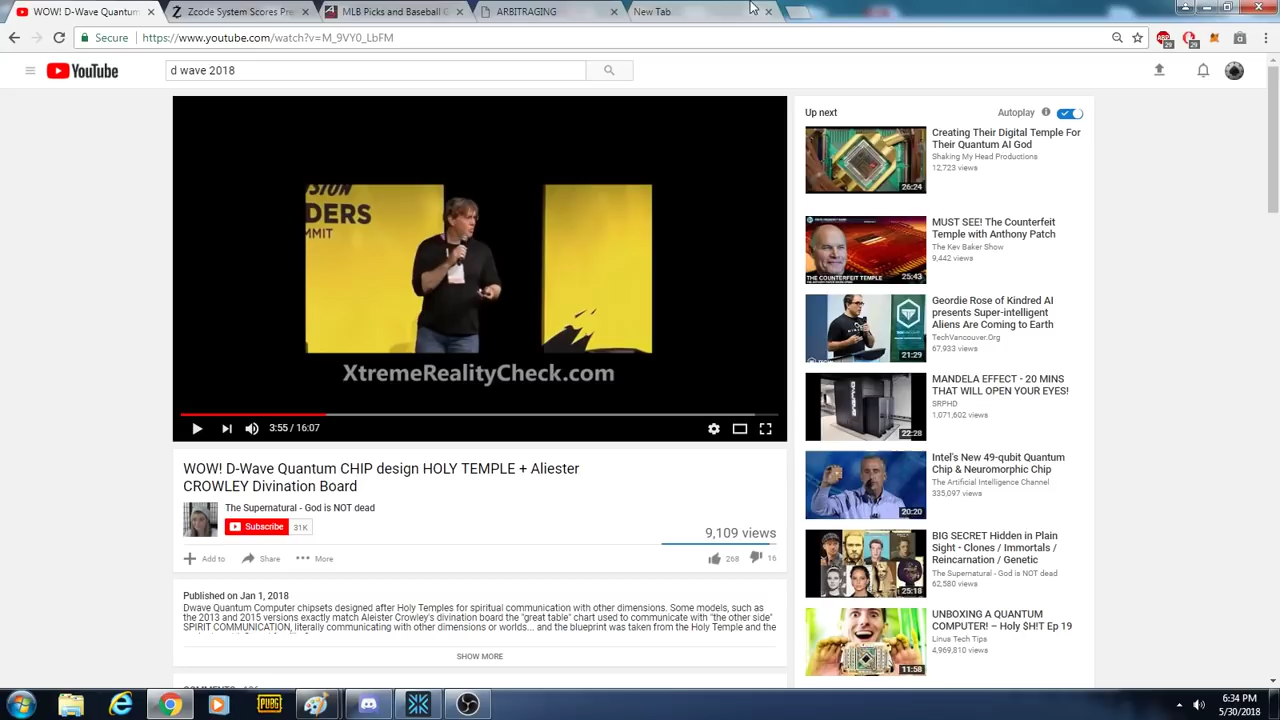 WOW! D-Wave Quantum
Zcode System Scores Pre
MLB Picks and Baseball
ARBITRAGING
New Tab
Secure
https://www.youtube.com/watch?v=M_9VY0_LbFM
29
29
YouTube
d wave 2018
DERS
MMIT
XtremeRealityCheck.com
3:55 / 16:07
WOW! D-Wave Quantum CHIP design HOLY TEMPLE + Aliester
CROWLEY Divination Board
The Supernatural - God is NOT dead
Subscribe 31K
9,109 views
Add to Share More
268 16
Published on Jan 1, 2018
Dwave Quantum Computer chipsets designed after Holy Temples for spiritual communication with other dimensions. Some models, such as
the 2013 and 2015 versions exactly match Aleister Crowley's divination board the "great table" chart used to communicate with "the other side"
SPIRIT COMMUNICATION, literally communicating with other dimensions or worlds... and the blueprint was taken from the Holy Temple and the
SHOW MORE
Up next
Autoplay
Creating Their Digital Temple For
Their Quantum AI God
Shaking My Head Productions
12,723 views
26:24
MUST SEE! The Counterfeit
Temple with Anthony Patch
The Kev Baker Show
9,442 views
THE COUNTERFEIT TEMPLE
25:43
Geordie Rose of Kindred AI
presents Super-intelligent
Aliens Are Coming to Earth
TechVancouver.Org
67,933 views
21:29
MANDELA EFFECT - 20 MINS
THAT WILL OPEN YOUR EYES!
SRPHD
1,071,602 views
22:28
Intel's New 49-qubit Quantum
Chip & Neuromorphic Chip
The Artificial Intelligence Channel
335,097 views
20:20
BIG SECRET Hidden in Plain
Sight - Clones / Immortals /
Reincarnation / Genetic
The Supernatural - God is NOT dead
62,580 views
25:18
UNBOXING A QUANTUM
COMPUTER! – Holy $H!T Ep 19
Linus Tech Tips
4,969,810 views
11:58
PUBG
6:34 PM
5/30/2018